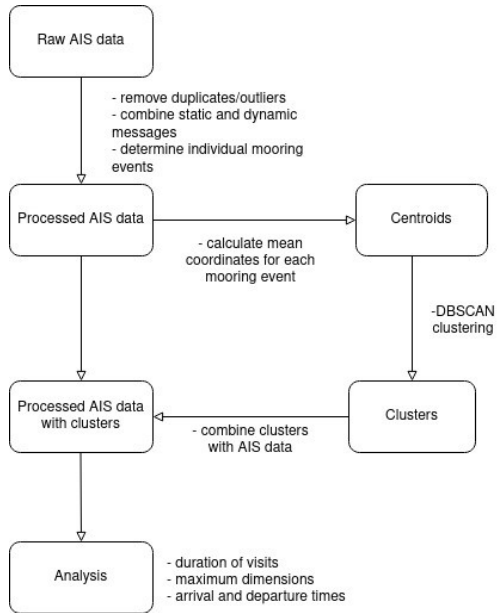 Raw AIS data
- remove duplicates/outliers
- combine static and dynamic
messages
- determine individual mooring
events
Processed AIS data
Centroids
- calculate mean
coordinates for each
mooring event
-DBSCAN
clustering
Processed AIS data
with clusters
Clusters
- combine clusters
with AIS data
Analysis
- duration of visits
- maximum dimensions
- arrival and departure times